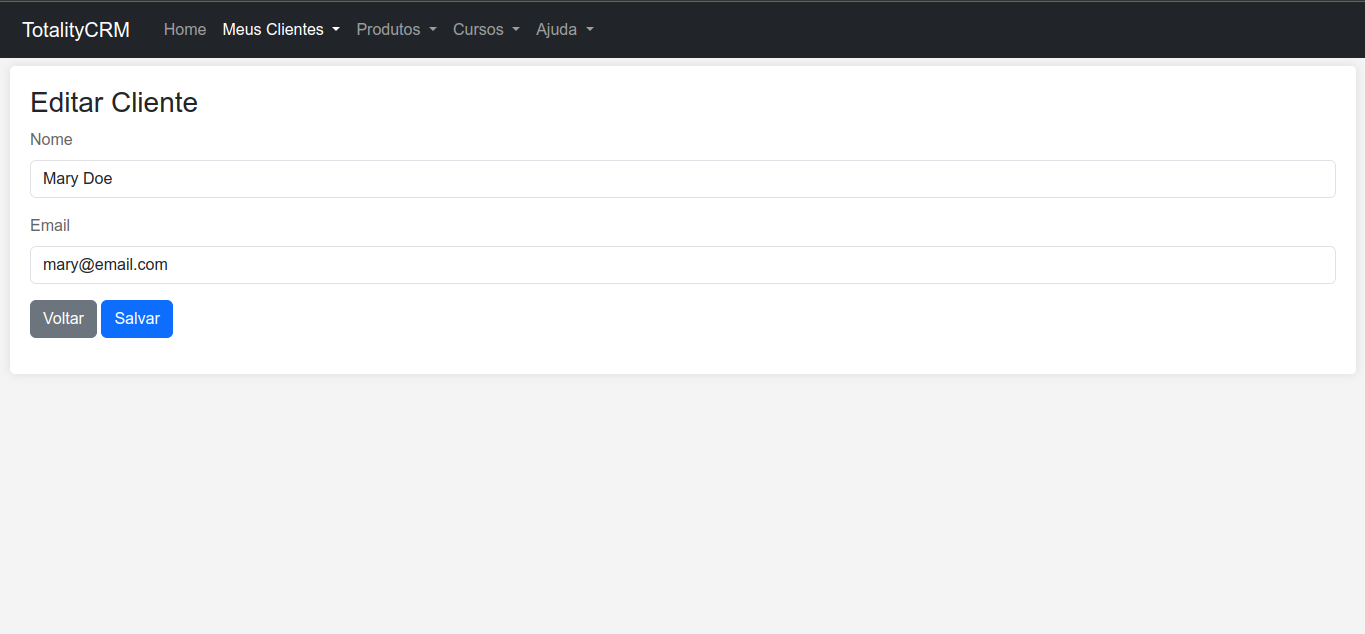 TotalityCRM Home Meus Clientes Produtos Cursos Ajuda
Editar Cliente
Nome
Mary Doe
Email
mary@email.com
Voltar Salvar